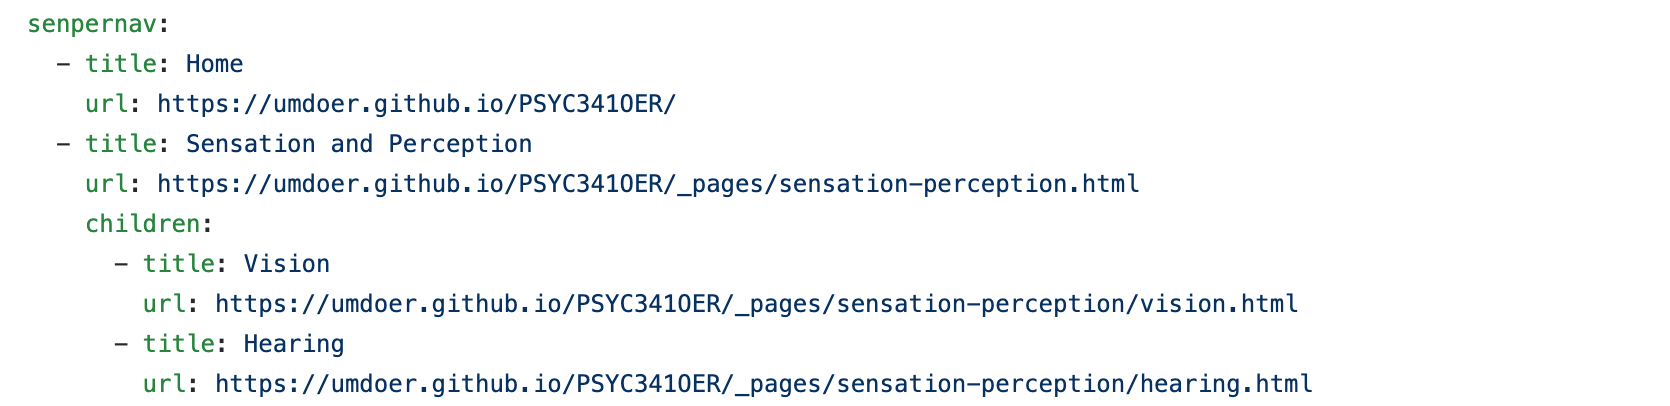 senpernav:
  - title: Home
    url: https://umdoer.github.io/PSYC341OER/
  - title: Sensation and Perception
    url: https://umdoer.github.io/PSYC341OER/_pages/sensation-perception.html
    children:
      - title: Vision
        url: https://umdoer.github.io/PSYC341OER/_pages/sensation-perception/vision.html
      - title: Hearing
        url: https://umdoer.github.io/PSYC341OER/_pages/sensation-perception/hearing.html